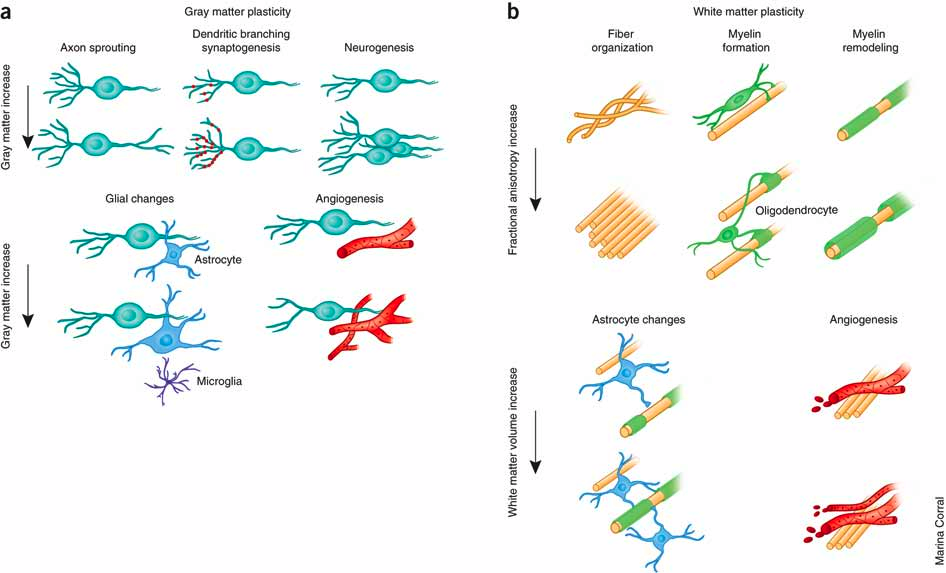 a
Gray matter plasticity
Axon sprouting
Dendritic branching
synaptogenesis
Neurogenesis
Gray matter increase
Glial changes
Angiogenesis
Astrocyte
Microglia
Gray matter increase
b
White matter plasticity
Fiber
organization
Myelin
formation
Myelin
remodeling
Fractional anisotropy increase
Oligodendrocyte
Astrocyte changes
Angiogenesis
White matter volume increase
Marina Corral